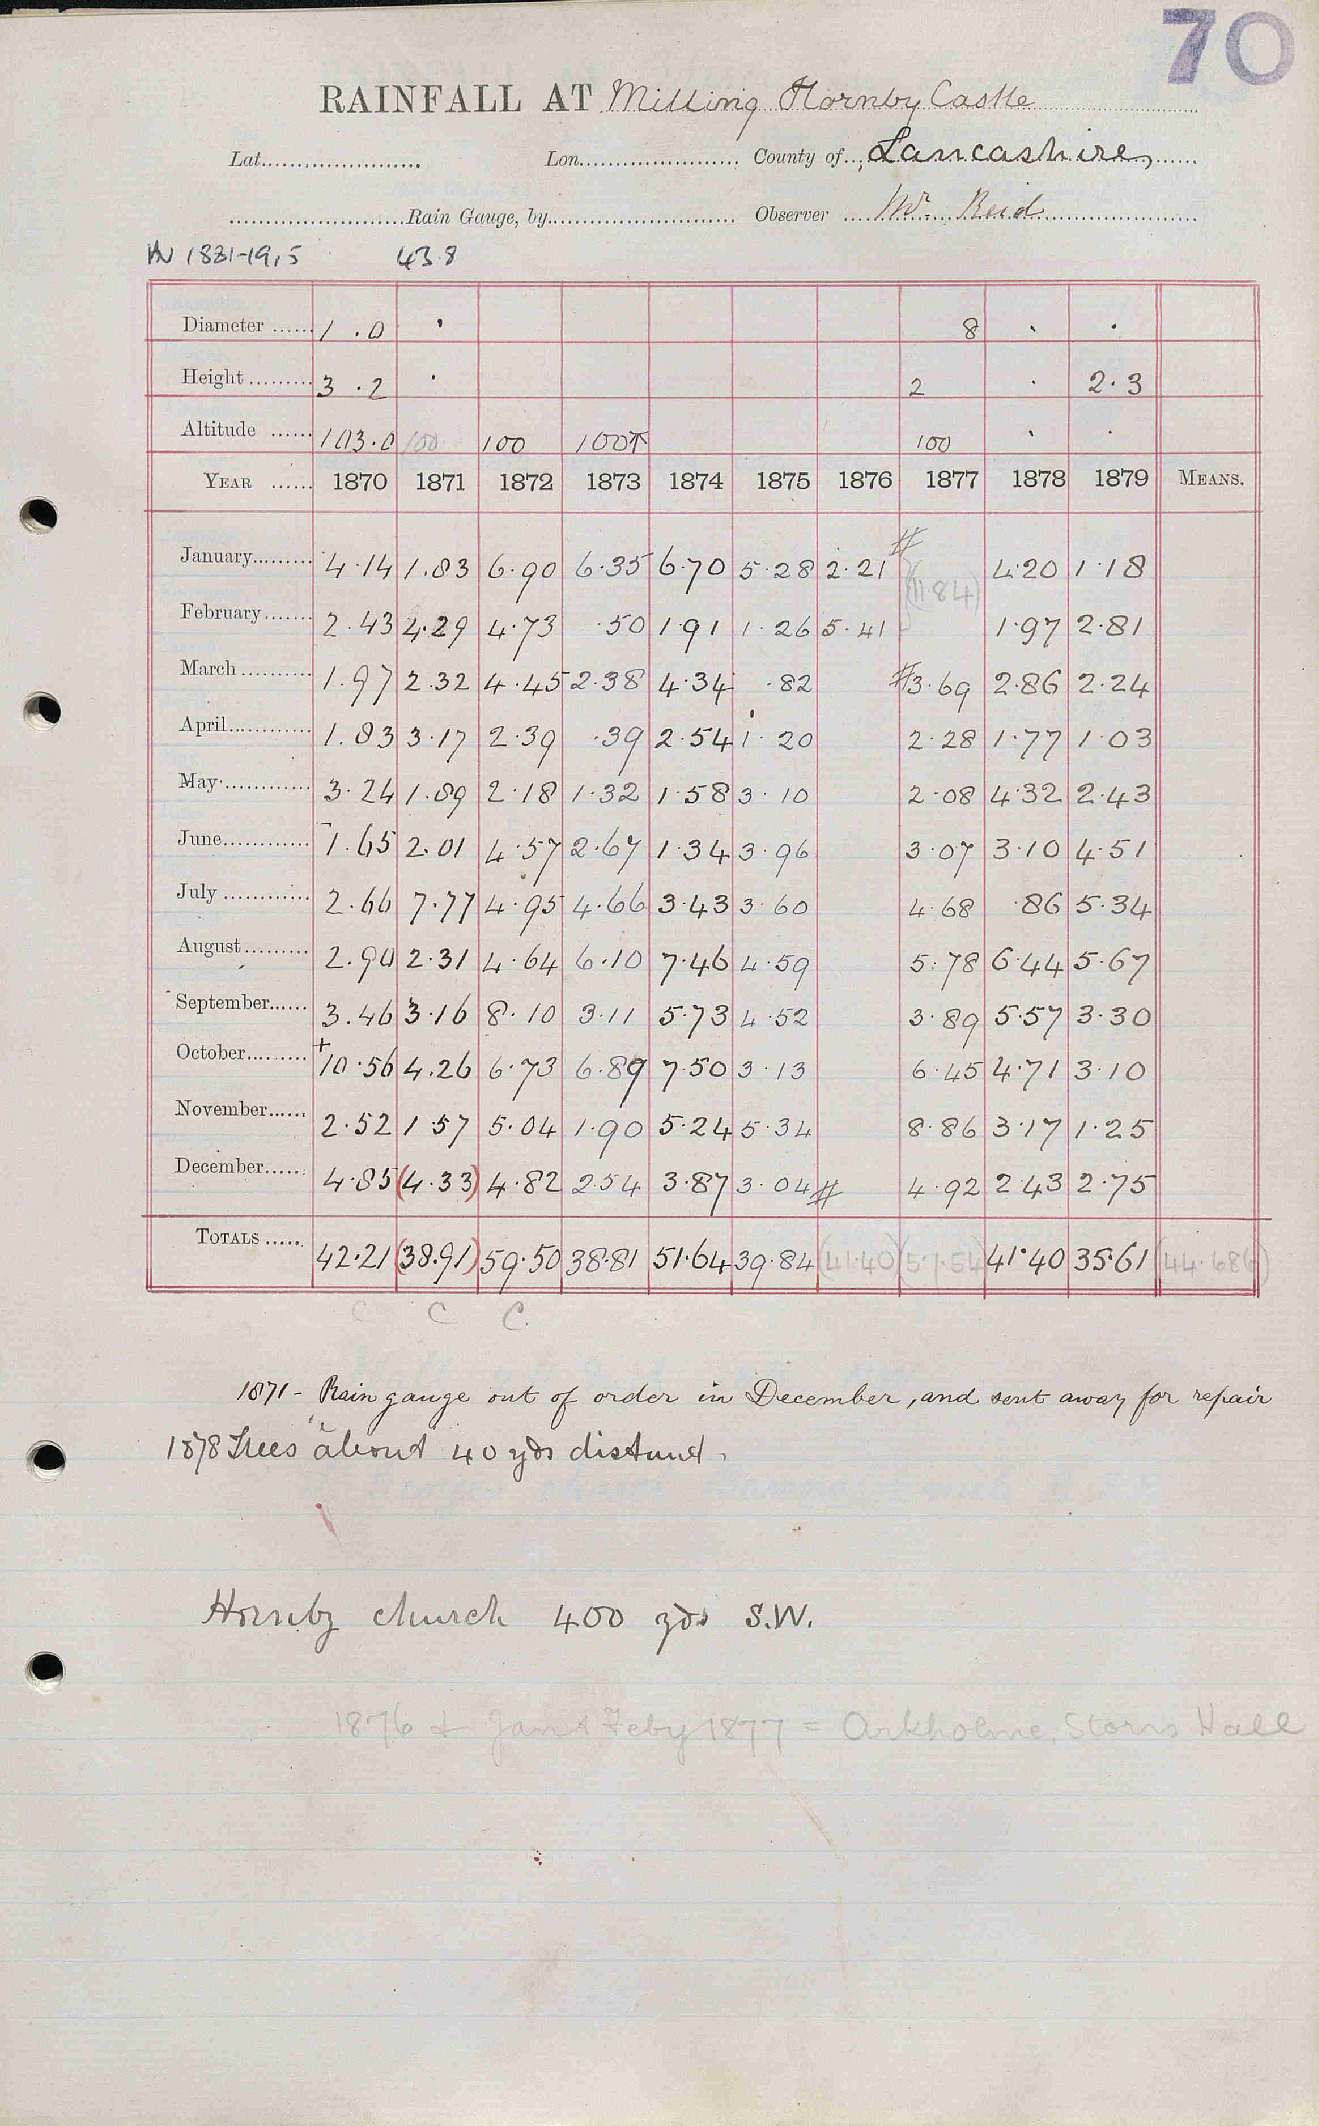 70
RAINFALL AT Milling Hornby Castle
Lat. Lon. County of Lancashire,
Rain Gauge, by Observer Mr Reid
1881-1915 43.8
Diameter 1.0 · 8 · ·
Height 3.2 · 2 · 2.3
Altitude 103.0 100 100 100T 100 · ·
YEAR 1870 1871 1872 1873 1874 1875 1876 1877 1878 1879 MEANS.
January 4.14 1.83 6.90 6.35 6.70 5.28 2.21 # (11.84) 4.20 1.18
February 2.43 4.29 4.73 .50 1.91 1.26 5.41 1.97 2.81
March 1.97 2.32 4.45 2.38 4.34 .82 #3.69 2.86 2.24
April 1.83 3.17 2.39 .39 2.54 1.20 2.28 1.77 1.03
May 3.24 1.89 2.18 1.32 1.58 3.10 2.08 4.32 2.43
June 1.65 2.01 4.57 2.67 1.34 3.96 3.07 3.10 4.51
July 2.66 7.77 4.95 4.66 3.43 3.60 4.68 .86 5.34
August 2.90 2.31 4.64 6.10 7.46 4.59 5.78 6.44 5.67
September 3.46 3.16 8.10 3.11 5.73 4.52 3.89 5.57 3.30
October +10.56 4.26 6.73 6.89 7.50 3.13 6.45 4.71 3.10
November 2.52 1.57 5.04 1.90 5.24 5.34 8.86 3.17 1.25
December 4.85 (4.33) 4.82 2.54 3.87 3.04 # 4.92 2.43 2.75
TOTALS 42.21 (38.91) 59.50 38.81 51.64 39.84 (41.40) (57.54) 41.40 35.61 (44.686)
C C C.
1871 - Rain gauge out of order in December, and sent away for repair
1878 Trees about 40 yds distant.
Hornby church 400 yds S.W.
1876 & Jan & Feby 1877 = Arkholme, Storrs Hall